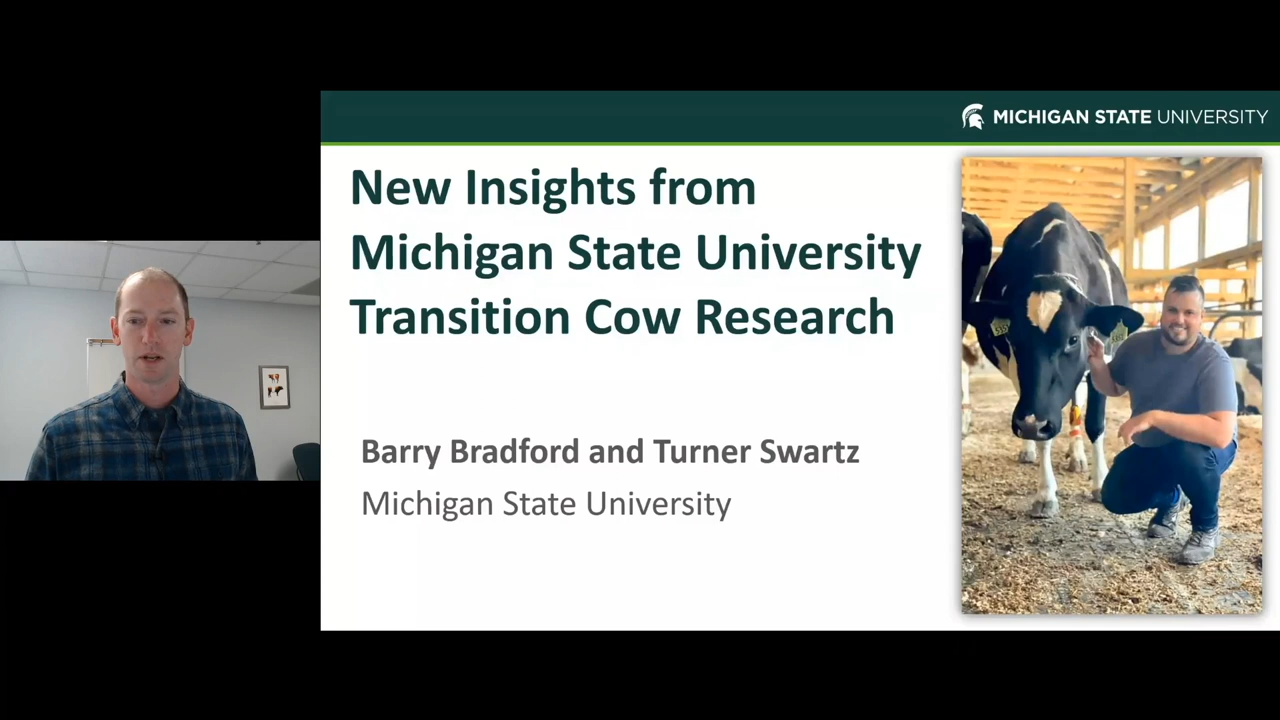 MICHIGAN STATE UNIVERSITY
New Insights from
Michigan State University
Transition Cow Research
Barry Bradford and Turner Swartz
Michigan State University